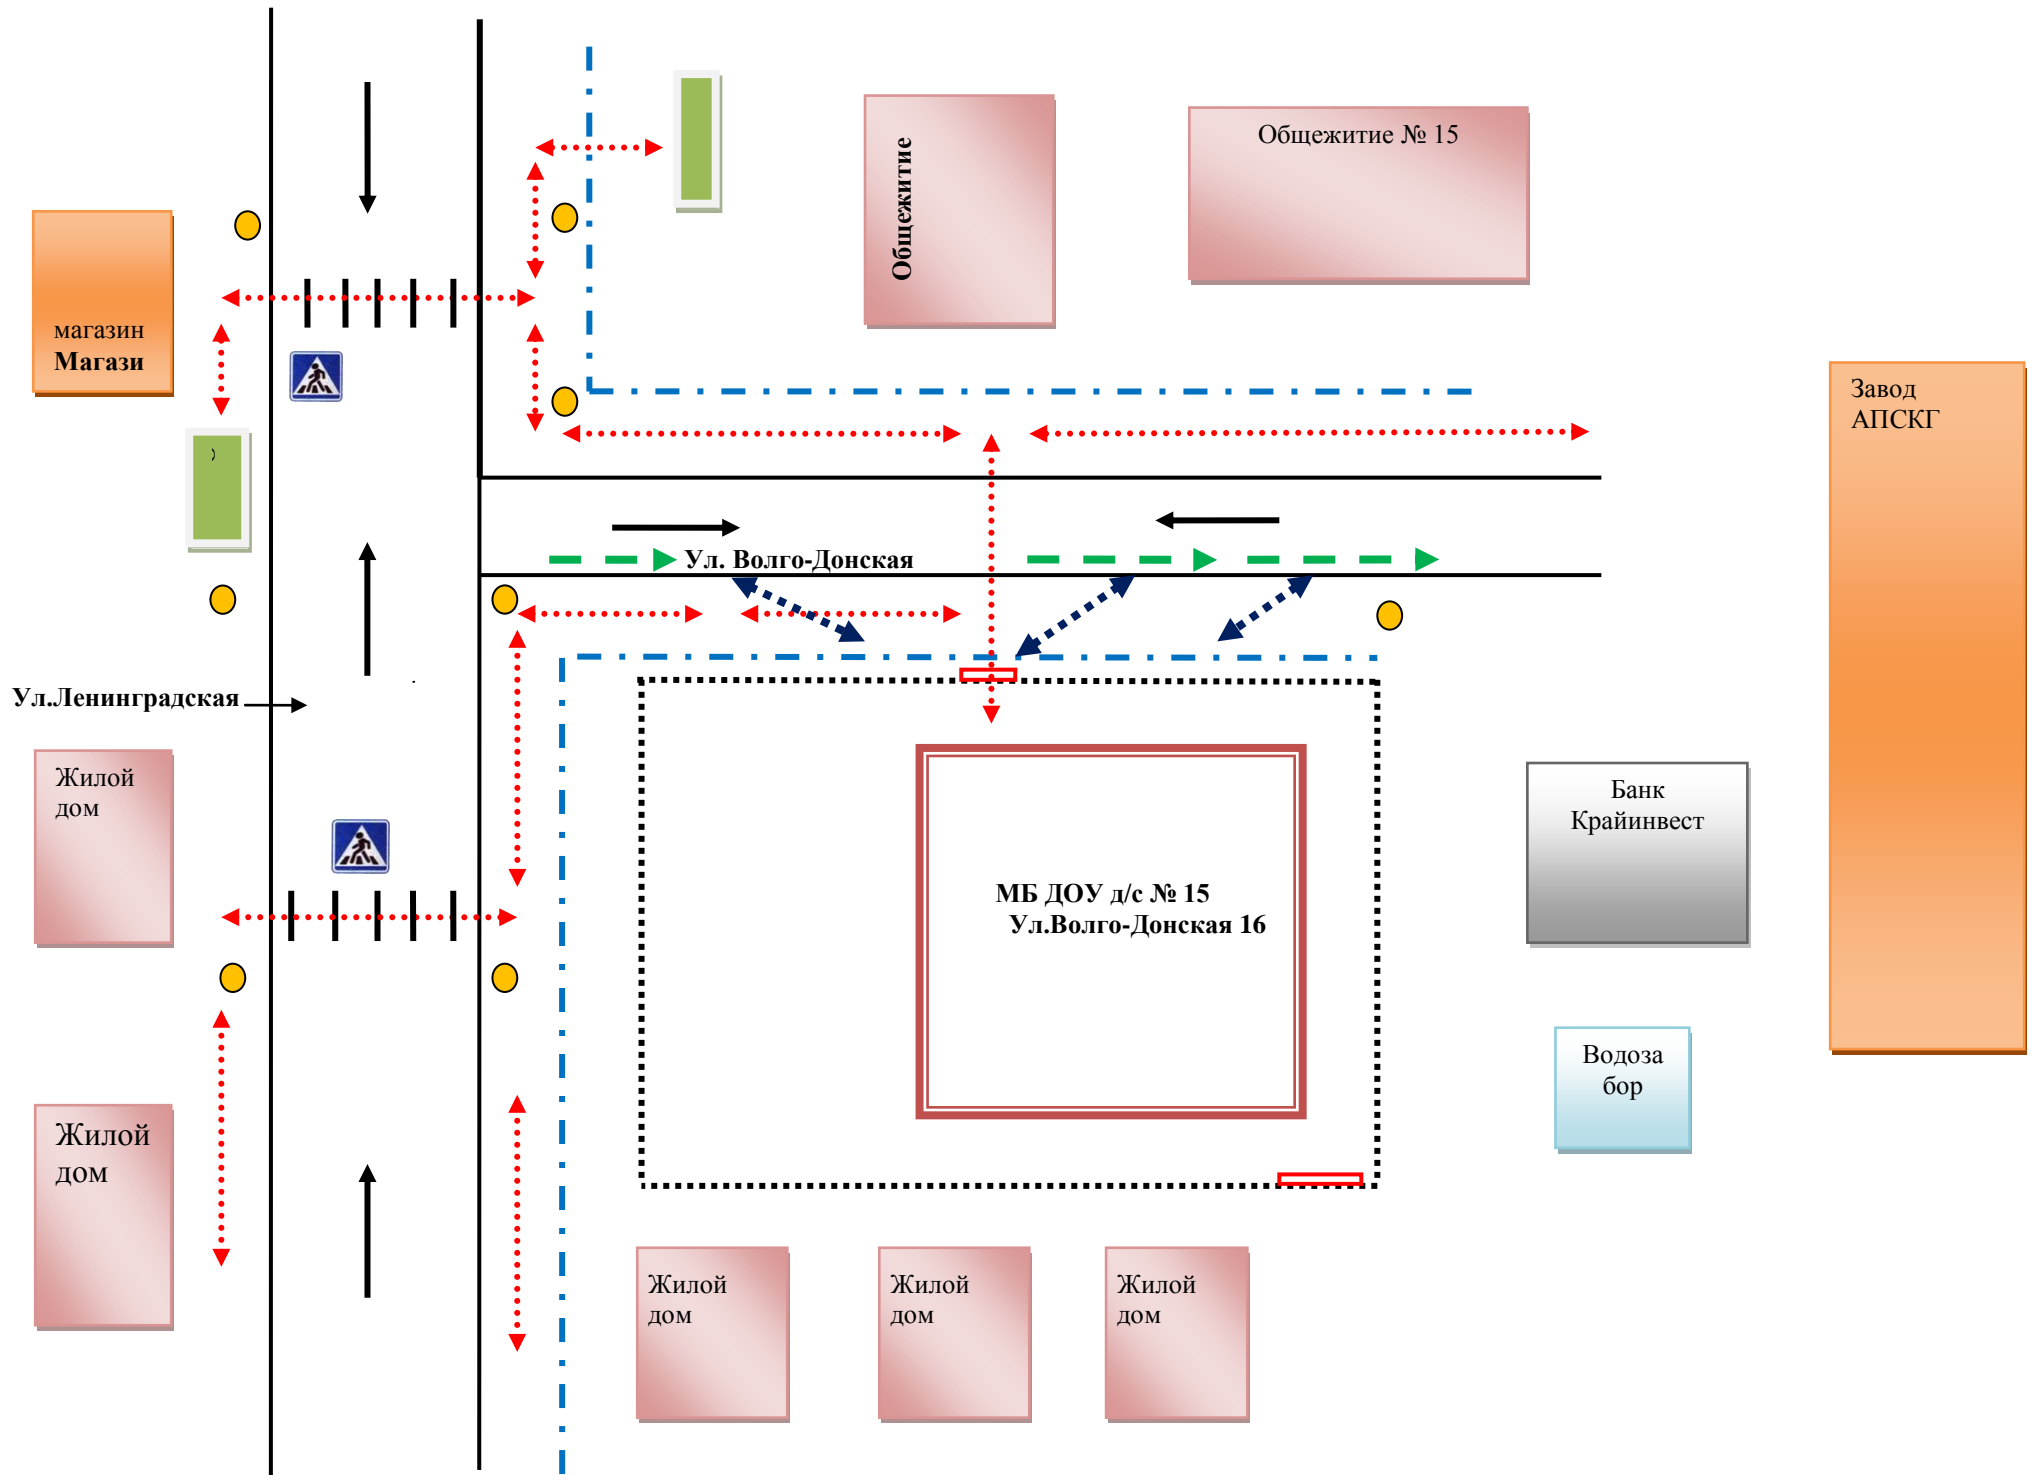 Общежитие
Общежитие № 15
магазин
Магази
Завод
АПСКГ
Ул. Волго-Донская
Ул.Ленинградская
Жилой
дом
Банк
Крайинвест
МБ ДОУ д/с № 15
Ул.Волго-Донская 16
Водоза
бор
Жилой
дом
Жилой
дом
Жилой
дом
Жилой
дом